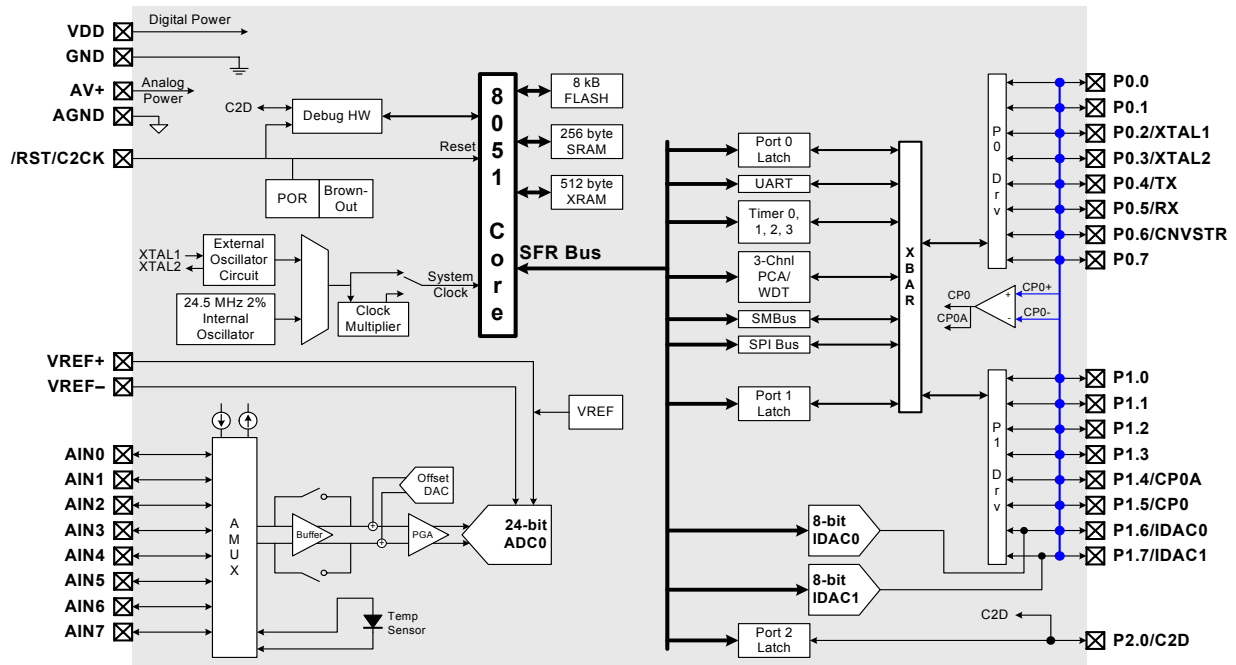 VDD
Digital Power
GND
AV+
Analog
Power
AGND
/RST/C2CK
C2D
Debug HW
Reset
POR
Brown-
Out
XTAL1
XTAL2
External
Oscillator
Circuit
24.5 MHz 2%
Internal
Oscillator
Clock
Multiplier
System
Clock
8
0
5
1
C
o
r
e
8 kB
FLASH
256 byte
SRAM
512 byte
XRAM
SFR Bus
VREF+
VREF–
VREF
AIN0
AIN1
AIN2
AIN3
AIN4
AIN5
AIN6
AIN7
A
M
U
X
Buffer
+
+
Offset
DAC
PGA
24-bit
ADC0
Temp
Sensor
Port 0
Latch
UART
Timer 0,
1, 2, 3
3-Chnl
PCA/
WDT
SMBus
SPI Bus
Port 1
Latch
8-bit
IDAC0
8-bit
IDAC1
Port 2
Latch
X
B
A
R
P
0
D
r
v
CP0
CP0A
+
-
CP0+
CP0-
P
1
D
r
v
C2D
P0.0
P0.1
P0.2/XTAL1
P0.3/XTAL2
P0.4/TX
P0.5/RX
P0.6/CNVSTR
P0.7
P1.0
P1.1
P1.2
P1.3
P1.4/CP0A
P1.5/CP0
P1.6/IDAC0
P1.7/IDAC1
P2.0/C2D